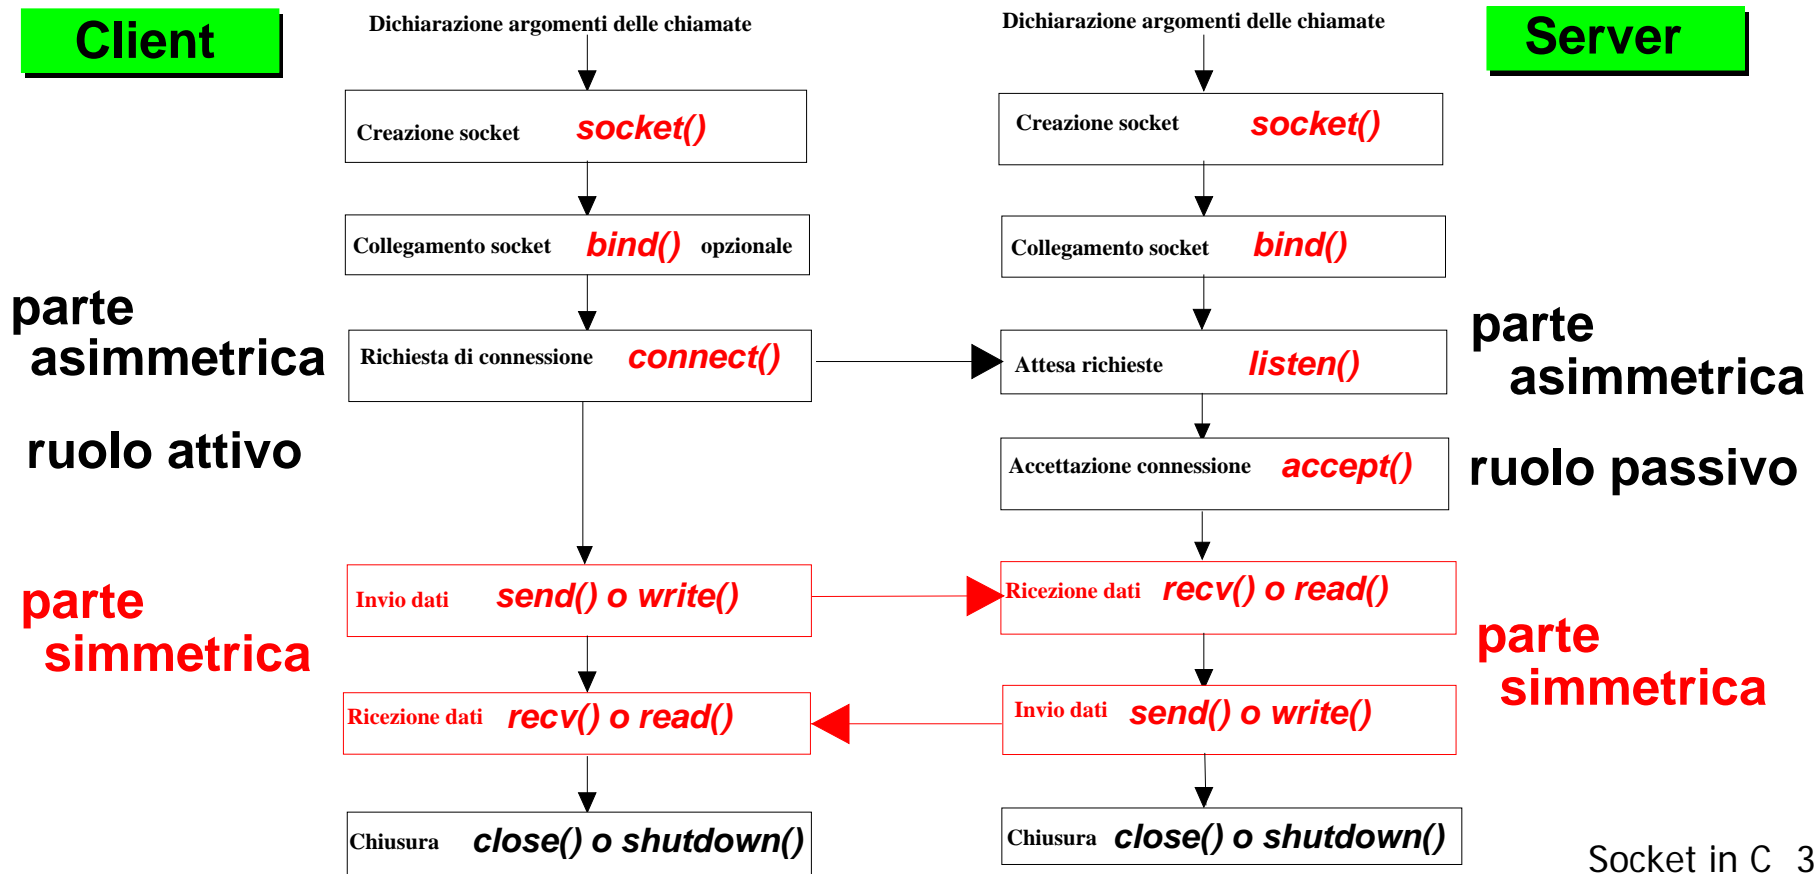 Client
Dichiarazione argomenti delle chiamate
Dichiarazione argomenti delle chiamate
Server
Creazione socket socket()
Creazione socket socket()
Collegamento socket bind() opzionale
Collegamento socket bind()
parte
asimmetrica
Richiesta di connessione connect()
Attesa richieste listen()
parte
asimmetrica
ruolo attivo
Accettazione connessione accept()
ruolo passivo
parte
simmetrica
Invio dati send() o write()
Ricezione dati recv() o read()
parte
simmetrica
Ricezione dati recv() o read()
Invio dati send() o write()
Chiusura close() o shutdown()
Chiusura close() o shutdown()
Socket in C 3